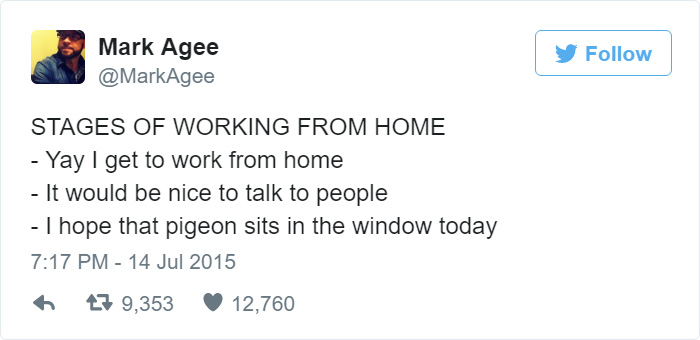 Mark Agee
@MarkAgee
Follow
STAGES OF WORKING FROM HOME
- Yay I get to work from home
- It would be nice to talk to people
- I hope that pigeon sits in the window today
7:17 PM - 14 Jul 2015
9,353 12,760